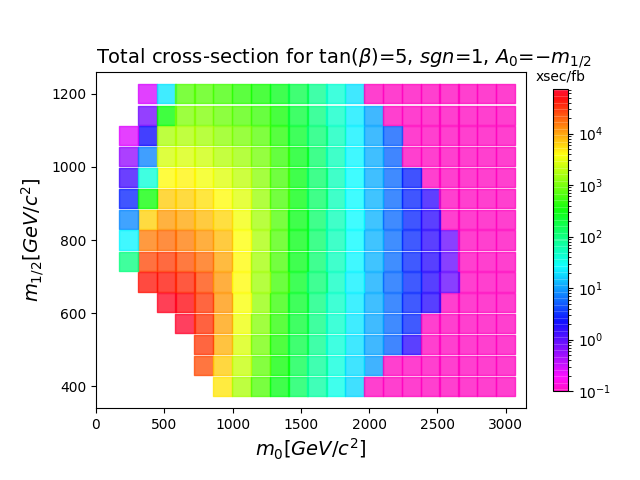 Total cross-section for tan(β)=5, sgn=1, A₀=−m₁/₂
xsec/fb
m₁/₂[GeV/c²]
1200
1000
800
600
400
10⁴
10³
10²
10¹
10⁰
10⁻¹
0 500 1000 1500 2000 2500 3000
m₀[GeV/c²]